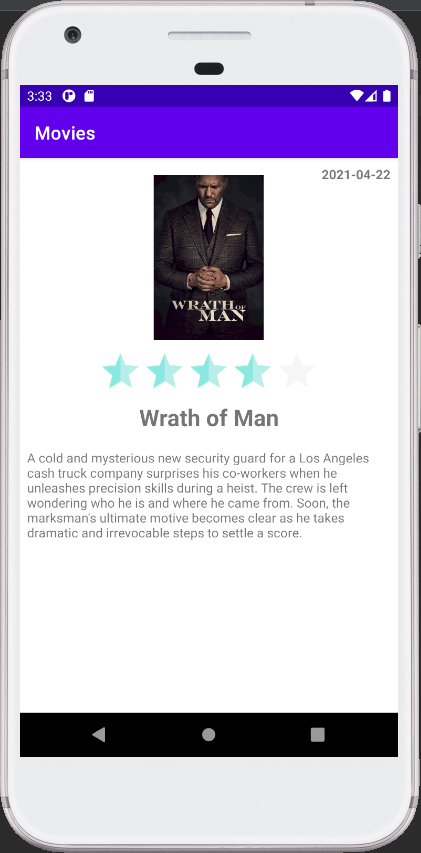 3:33
Movies
2021-04-22
WRATH OF
MAN
Wrath of Man
A cold and mysterious new security guard for a Los Angeles
cash truck company surprises his co-workers when he
unleashes precision skills during a heist. The crew is left
wondering who he is and where he came from. Soon, the
marksman's ultimate motive becomes clear as he takes
dramatic and irrevocable steps to settle a score.